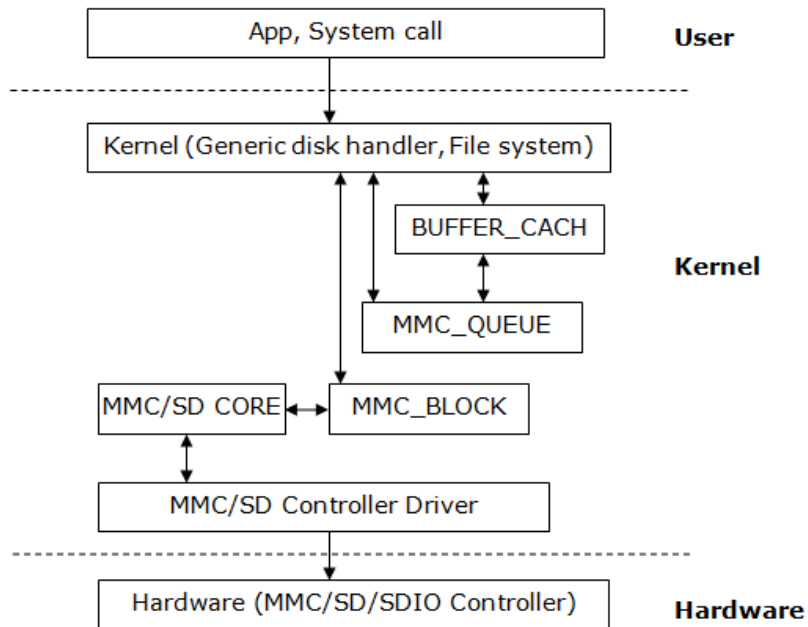 App, System call
User
Kernel (Generic disk handler, File system)
BUFFER_CACH
Kernel
MMC_QUEUE
MMC/SD CORE
MMC_BLOCK
MMC/SD Controller Driver
Hardware (MMC/SD/SDIO Controller)
Hardware